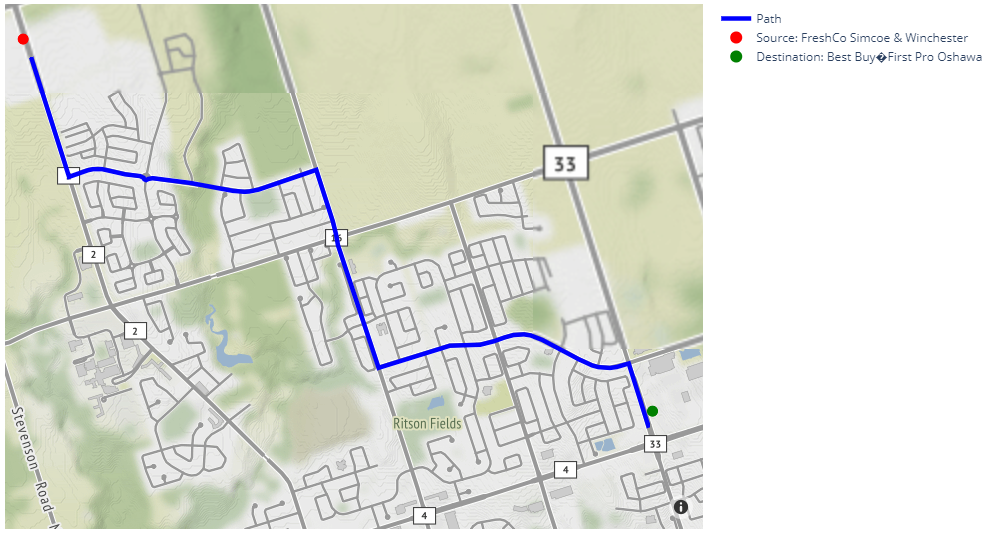 Path
Source: FreshCo Simcoe & Winchester
Destination: Best Buy�First Pro Oshawa
33
16
2
2
Ritson Fields
Stevenson Road N
33
4
4
i